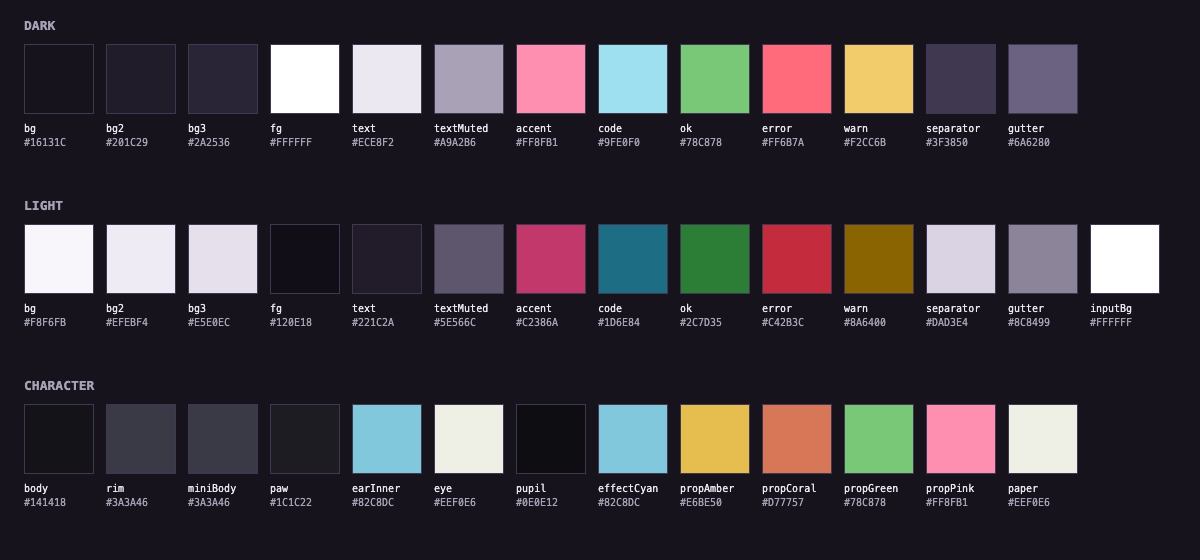 DARK
bg bg2 bg3 fg text textMuted accent code ok error warn separator gutter
#16131C #201C29 #2A2536 #FFFFFF #ECE8F2 #A9A2B6 #FF8FB1 #9FE0F0 #78C878 #FF6B7A #F2CC6B #3F3850 #6A6280
LIGHT
bg bg2 bg3 fg text textMuted accent code ok error warn separator gutter inputBg
#F8F6FB #EFEBF4 #E5E0EC #120E18 #221C2A #5E566C #C2386A #1D6E84 #2C7D35 #C42B3C #8A6400 #DAD3E4 #8C8499 #FFFFFF
CHARACTER
body rim miniBody paw earInner eye pupil effectCyan propAmber propCoral propGreen propPink paper
#141418 #3A3A46 #3A3A46 #1C1C22 #82C8DC #EEF0E6 #0E0E12 #82C8DC #E6BE50 #D77757 #78C878 #FF8FB1 #EEF0E6